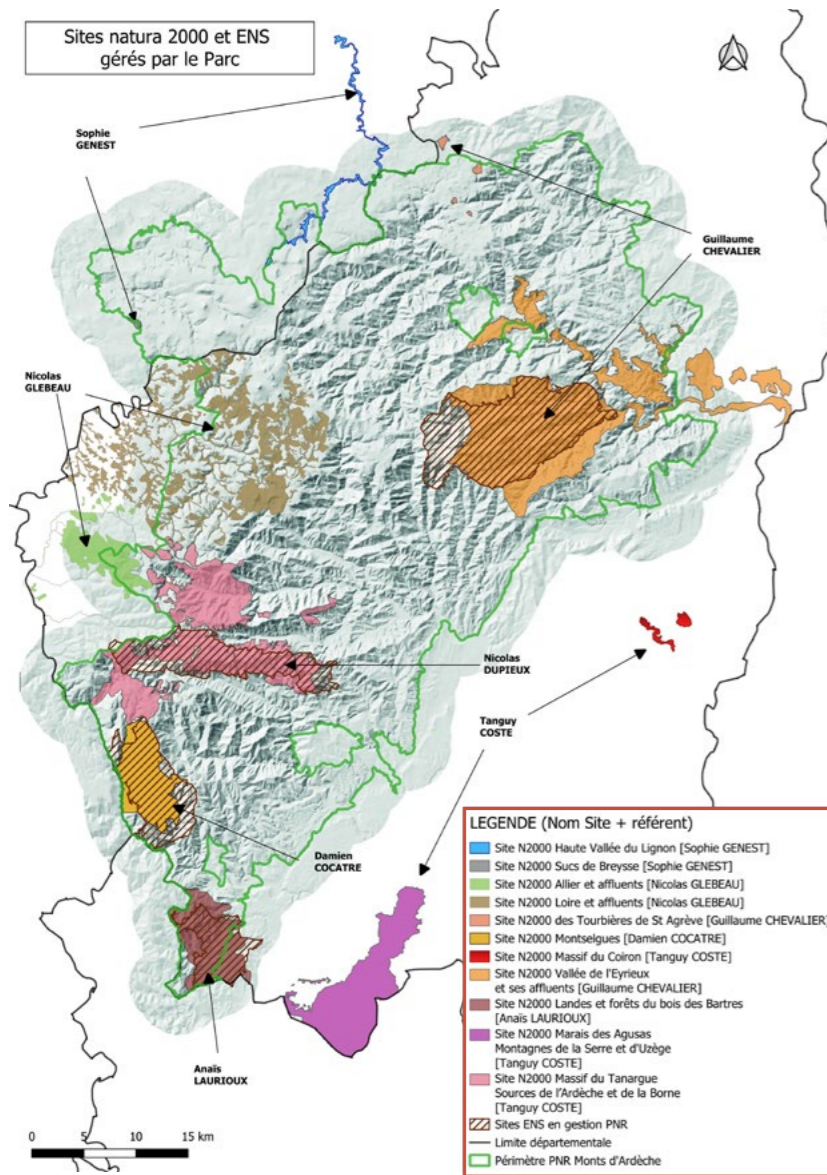 Sites natura 2000 et ENS
gérés par le Parc
Sophie
GENEST
Guillaume
CHEVALIER
Nicolas
GLEBEAU
Nicolas
DUPIEUX
Tanguy
COSTE
Damien
COCATRE
Anaïs
LAURIOUX
0 5 10 15 km
LEGENDE (Nom Site + référent)
Site N2000 Haute Vallée du Lignon [Sophie GENEST]
Site N2000 Sucs de Breysse [Sophie GENEST]
Site N2000 Allier et affluents [Nicolas GLEBEAU]
Site N2000 Loire et affluents [Nicolas GLEBEAU]
Site N2000 des Tourbières de St Agrève [Guillaume CHEVALIER]
Site N2000 Montselgues [Damien COCATRE]
Site N2000 Massif du Coiron [Tanguy COSTE]
Site N2000 Vallée de l'Eyrieux
et ses affluents [Guillaume CHEVALIER]
Site N2000 Landes et forêts du bois des Bartres
[Anaïs LAURIOUX]
Site N2000 Marais des Agusas
Montagnes de la Serre et d'Uzège
[Tanguy COSTE]
Site N2000 Massif du Tanargue
Sources de l'Ardèche et de la Borne
[Tanguy COSTE]
Sites ENS en gestion PNR
Limite départementale
Périmètre PNR Monts d'Ardèche